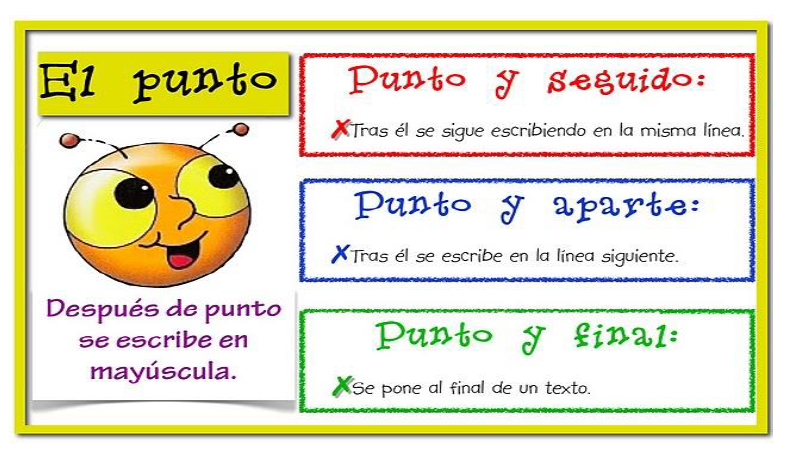 El punto
Después de punto
se escribe en
mayúscula.
Punto y seguido:
✗Tras él se sigue escribiendo en la misma línea.
Punto y aparte:
✗Tras él se escribe en la línea siguiente.
Punto y final:
✗Se pone al final de un texto.